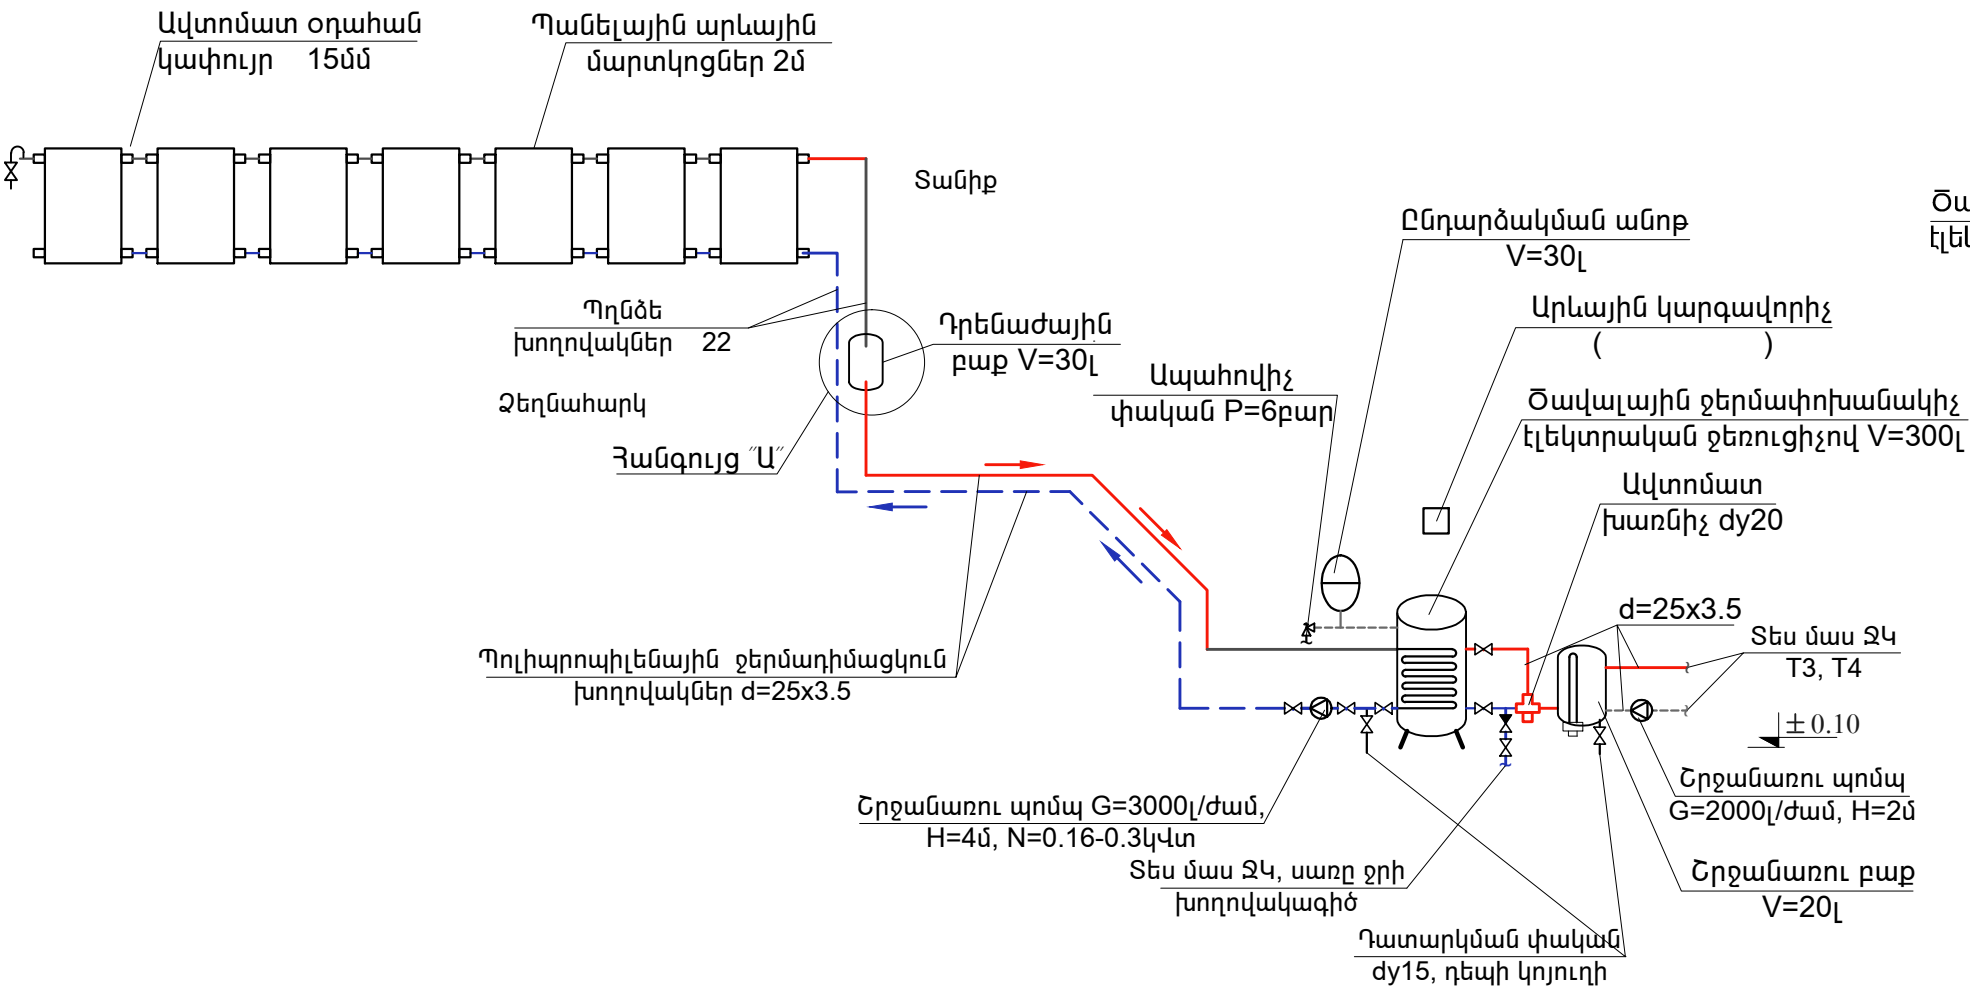 Ավտոմատ օդահան
կափույր 15մմ
Պանելային արևային
մարտկոցներ 2մ
Տանիք
Ընդարձակման անոթ
V=30լ
Ծա
էլեկ
Արևային կարգավորիչ
( )
Պղնձե
խողովակներ 22
Դրենաժային
բաք V=30լ
Ձեղնահարկ
Հանգույց ˝Ա˝
Ապահովիչ
փական P=6բար
Ծավալային ջերմափոխանակիչ
էլեկտրական ջեռուցիչով V=300լ
Ավտոմատ
խառնիչ dy20
d=25x3.5
Տես մաս ՋԿ
T3, T4
Պոլիպրոպիլենային ջերմադիմացկուն
խողովակներ d=25x3.5
±0.10
Շրջանառու պոմպ G=3000լ/ժամ,
H=4մ, N=0.16-0.3կՎտ
Շրջանառու պոմպ
G=2000լ/ժամ, H=2մ
Տես մաս ՋԿ, սառը ջրի
խողովակագիծ
Շրջանառու բաք
V=20լ
Դատարկման փական
dy15, դեպի կոյուղի